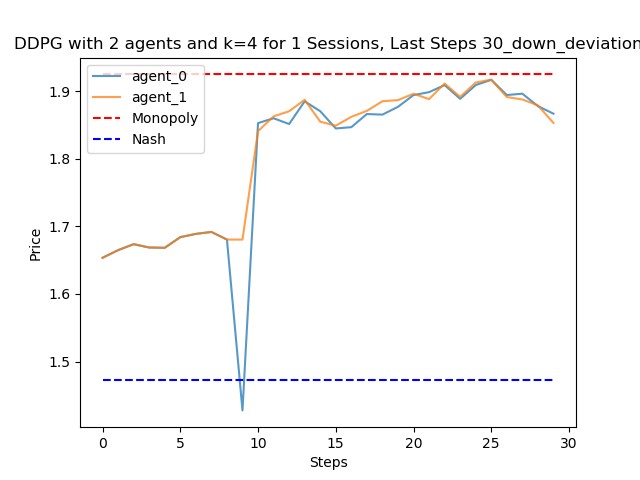 DDPG with 2 agents and k=4 for 1 Sessions, Last Steps 30_down_deviation
agent_0
agent_1
Monopoly
Nash
1.9
1.8
1.7
1.6
1.5
Price
0 5 10 15 20 25 30
Steps